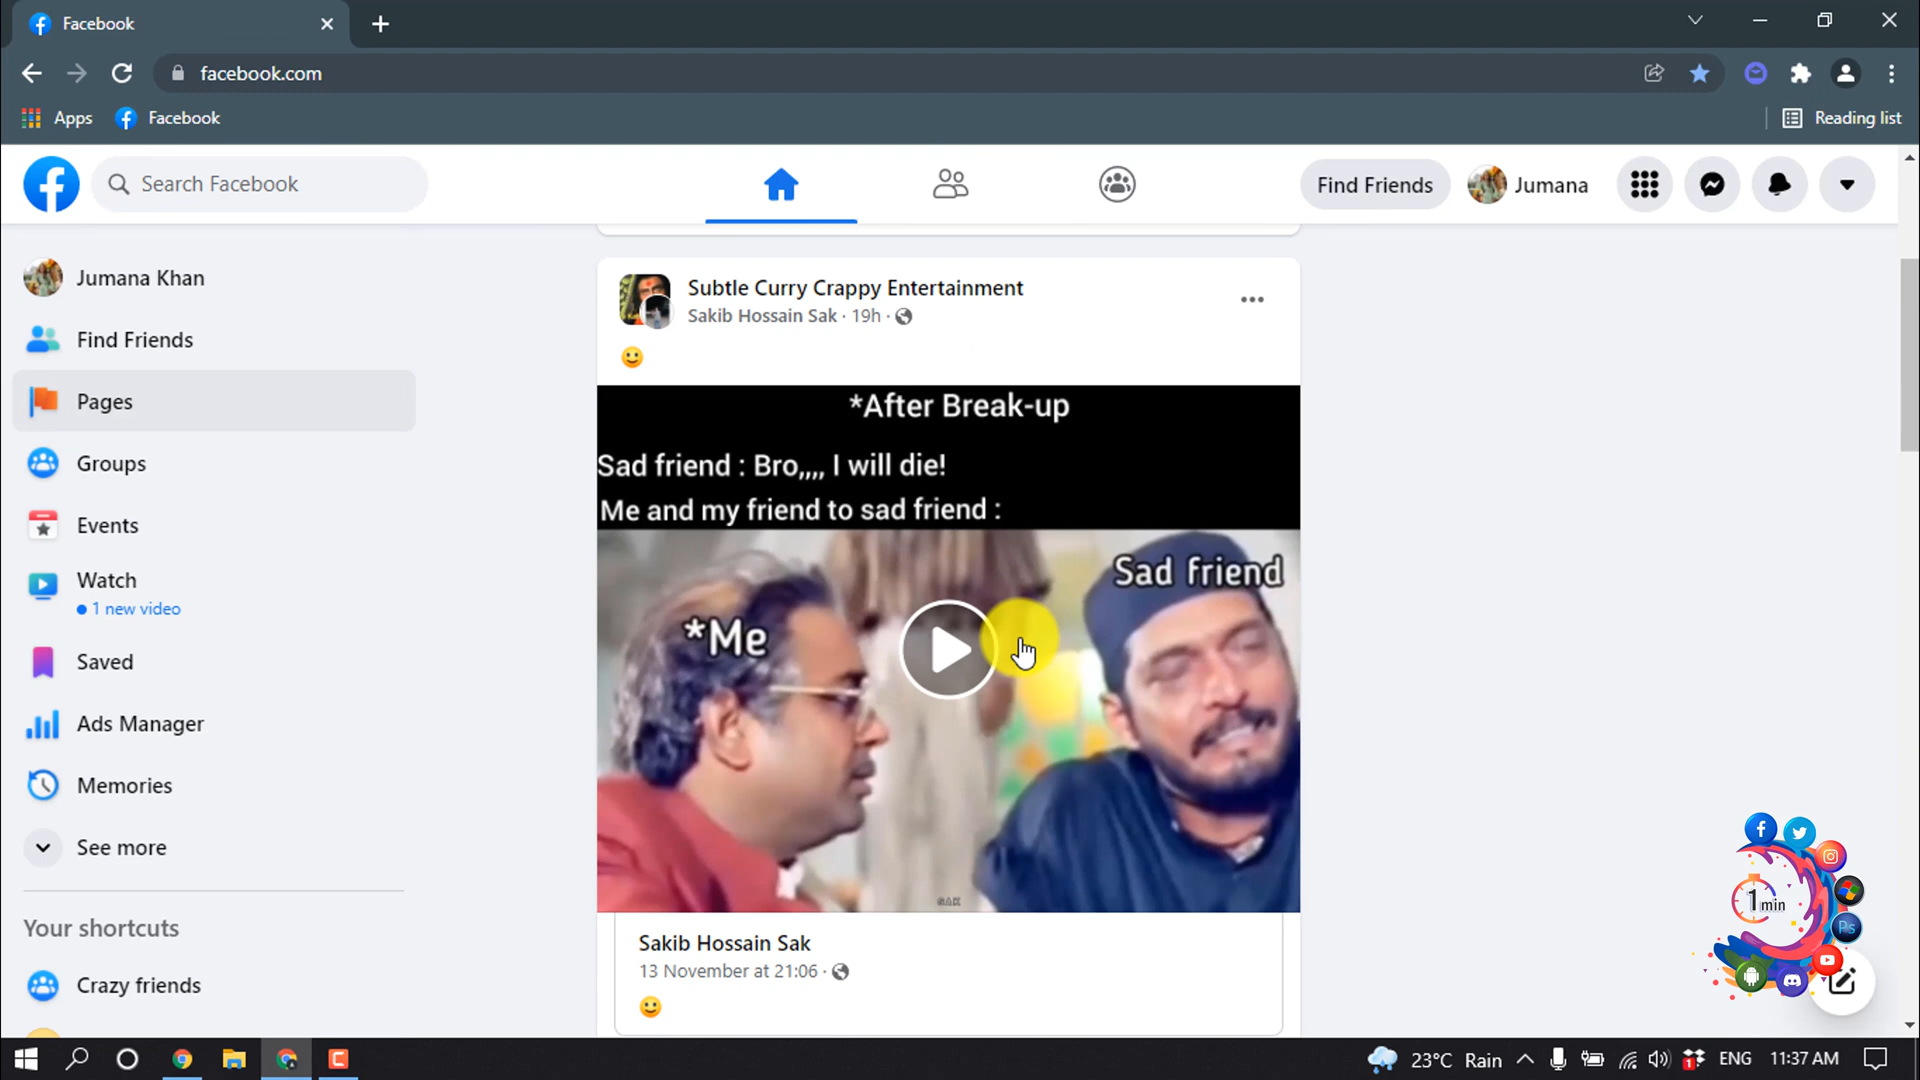 Facebook
facebook.com
Apps
Facebook
Reading list
Search Facebook
Find Friends
Jumana
Jumana Khan
Find Friends
Pages
Groups
Events
Watch
1 new video
Saved
Ads Manager
Memories
See more
Your shortcuts
Crazy friends
Subtle Curry Crappy Entertainment
Sakib Hossain Sak · 19h ·
*After Break-up
Sad friend : Bro,,,, I will die!
Me and my friend to sad friend :
Sad friend
*Me
SAK
Sakib Hossain Sak
13 November at 21:06 ·
1 min
Ps
23°C Rain
1
ENG
11:37 AM